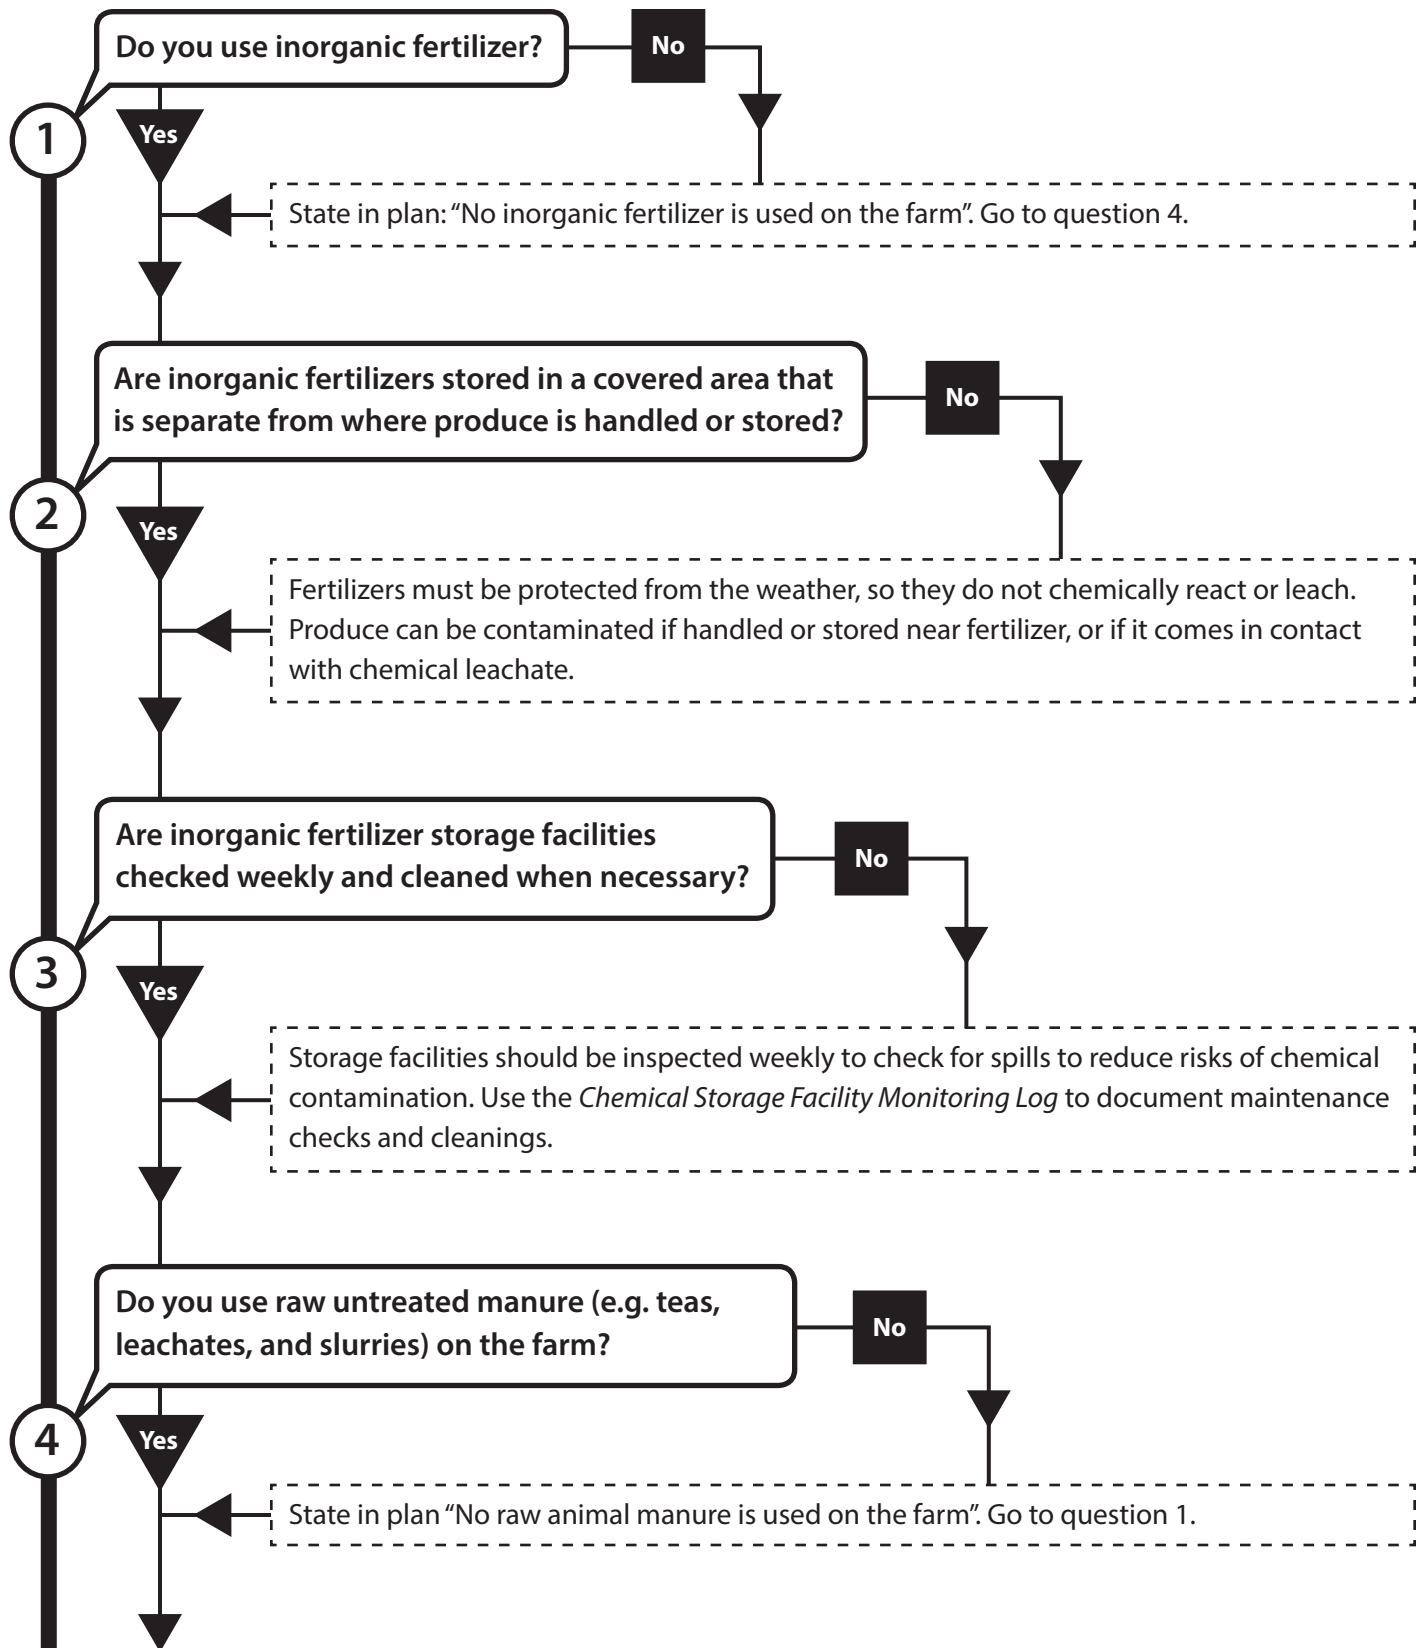 Do you use inorganic fertilizer?
No
1
Yes
State in plan: “No inorganic fertilizer is used on the farm”. Go to question 4.
Are inorganic fertilizers stored in a covered area that
is separate from where produce is handled or stored?
No
2
Yes
Fertilizers must be protected from the weather, so they do not chemically react or leach.
Produce can be contaminated if handled or stored near fertilizer, or if it comes in contact
with chemical leachate.
Are inorganic fertilizer storage facilities
checked weekly and cleaned when necessary?
No
3
Yes
Storage facilities should be inspected weekly to check for spills to reduce risks of chemical
contamination. Use the Chemical Storage Facility Monitoring Log to document maintenance
checks and cleanings.
Do you use raw untreated manure (e.g. teas,
leachates, and slurries) on the farm?
No
4
Yes
State in plan “No raw animal manure is used on the farm”. Go to question 1.